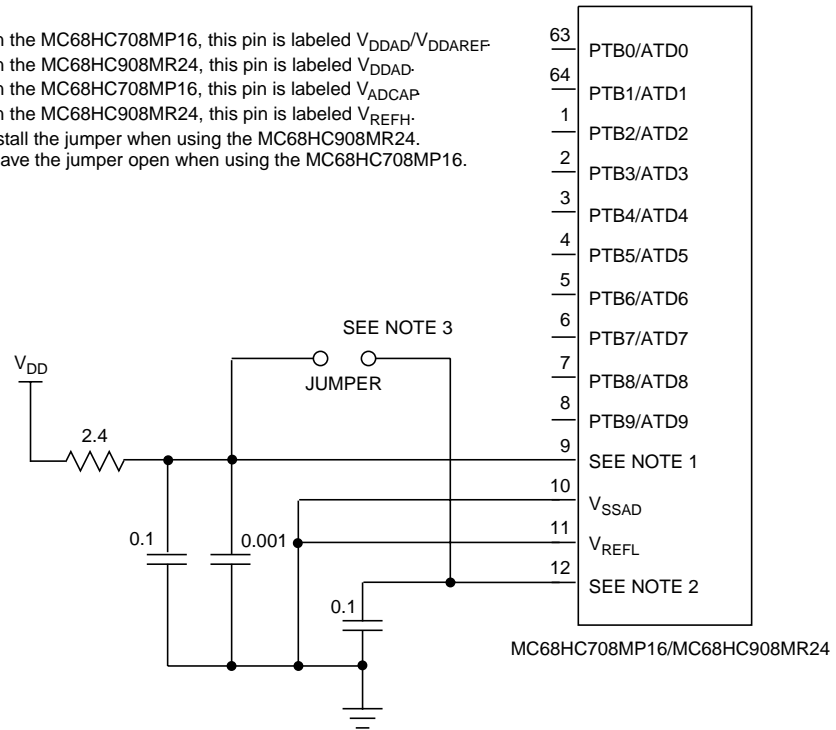 n the MC68HC708MP16, this pin is labeled VDDAD/VDDAREF.
n the MC68HC908MR24, this pin is labeled VDDAD.
n the MC68HC708MP16, this pin is labeled VADCAP.
n the MC68HC908MR24, this pin is labeled VREFH.
stall the jumper when using the MC68HC908MR24.
ave the jumper open when using the MC68HC708MP16.
63
PTB0/ATD0
64
PTB1/ATD1
1
PTB2/ATD2
2
PTB3/ATD3
3
PTB4/ATD4
4
PTB5/ATD5
5
PTB6/ATD6
6
PTB7/ATD7
7
PTB8/ATD8
8
PTB9/ATD9
9
SEE NOTE 1
10
VSSAD
11
VREFL
12
SEE NOTE 2
SEE NOTE 3
JUMPER
VDD
2.4
0.1
0.001
0.1
MC68HC708MP16/MC68HC908MR24